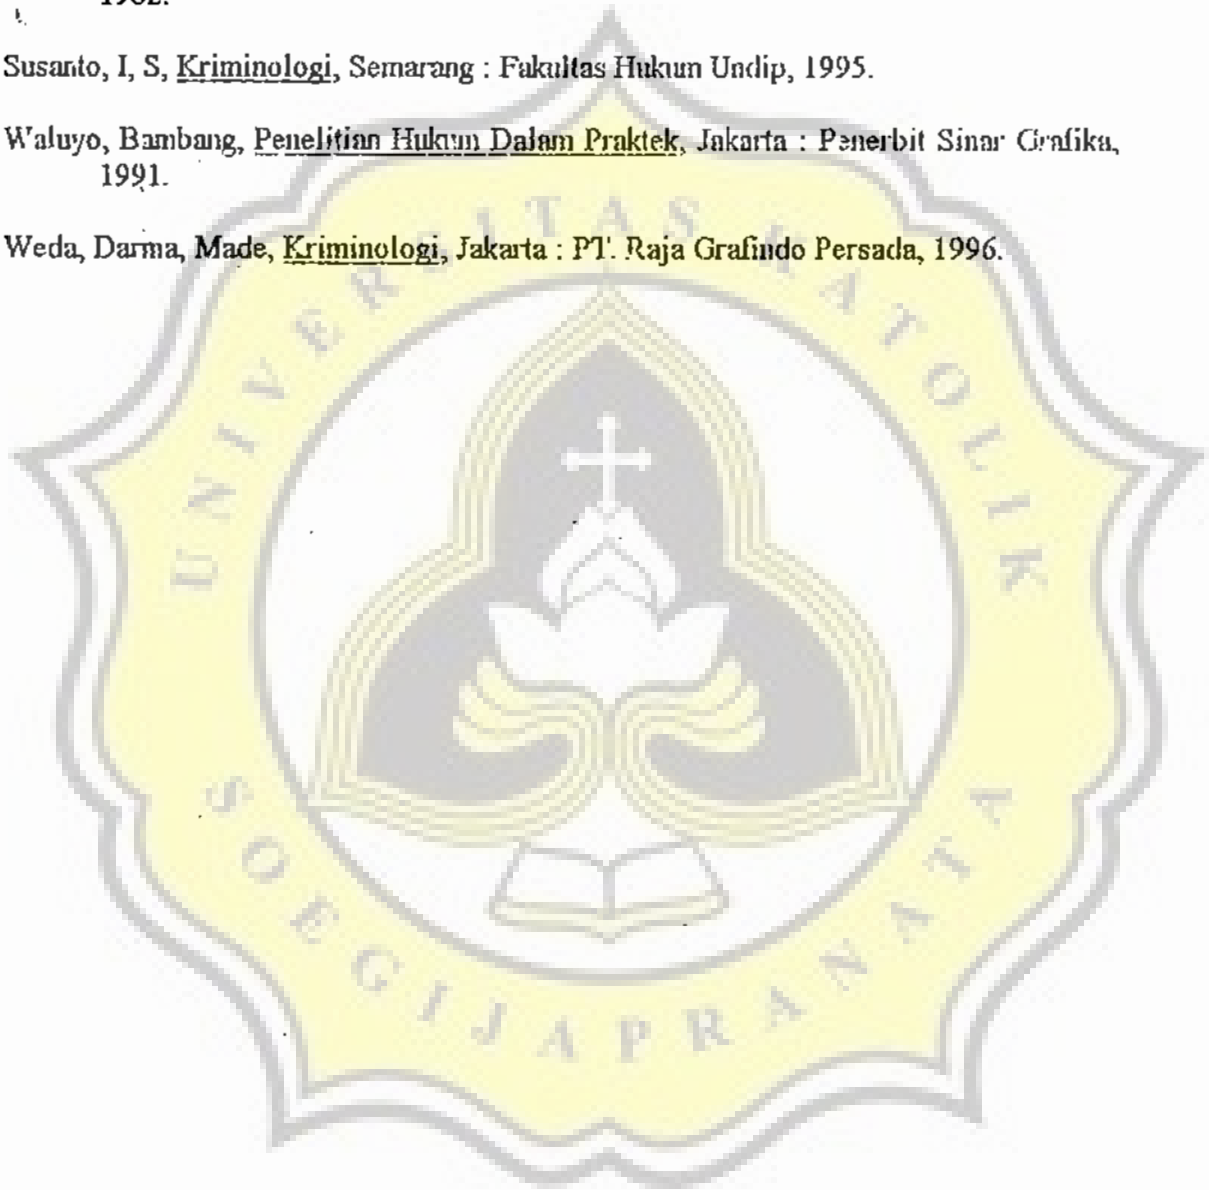 Susanto, I, S, Kriminologi, Semarang : Fakultas Hukum Undip, 1995.
Waluyo, Bambang, Penelitian Hukum Dalam Praktek, Jakarta : Penerbit Sinar Grafika,
1991.
Weda, Darma, Made, Kriminologi, Jakarta : PT. Raja Grafindo Persada, 1996.
UNIVERSITAS KATOLIK
SOEGIJAPRANATA